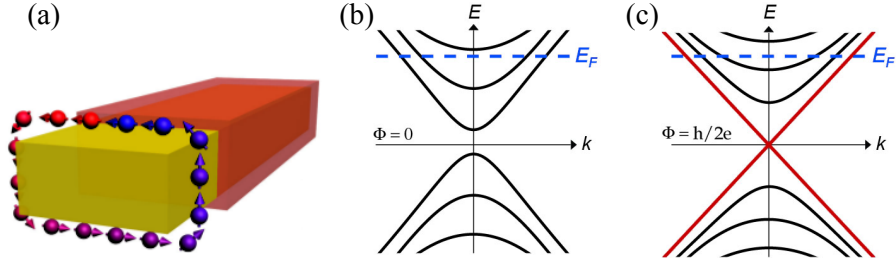 (a)
(b)
E
E_F
Φ = 0
k
(c)
E
E_F
Φ = h/2e
k